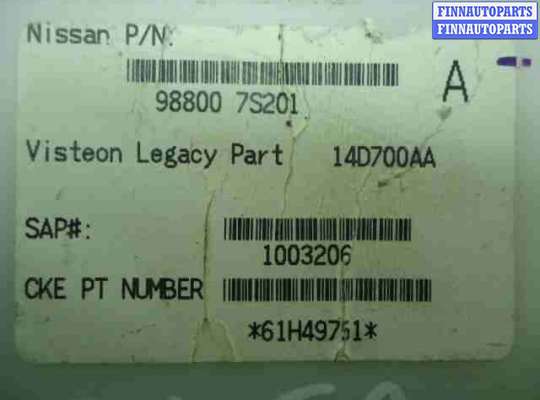 FINNAUTOPARTS
FINNAUTOPARTS
Nissan P/N:
A
98800 7S201
Visteon Legacy Part 14D700AA
SAP#:
1003206
CKE PT NUMBER
*61H49751*